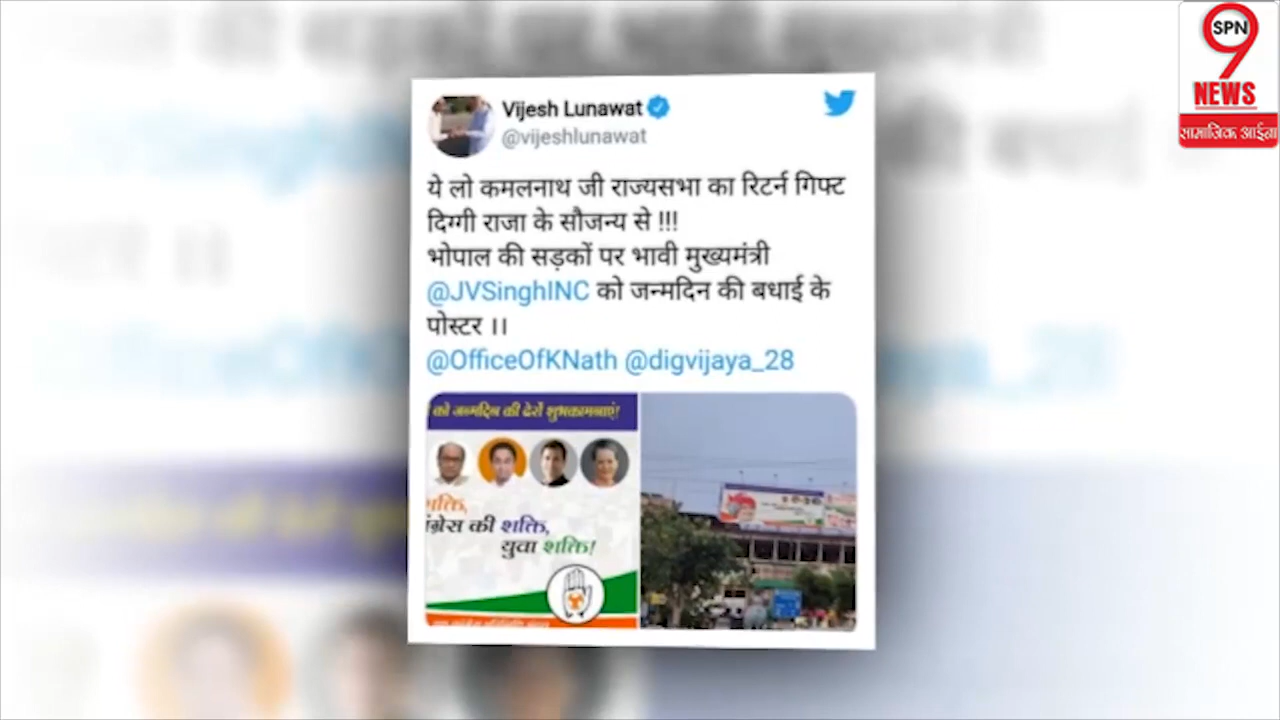 SPN
9
NEWS
सामाजिक आईना
Vijesh Lunawat
@vijeshlunawat
ये लो कमलनाथ जी राज्यसभा का रिटर्न गिफ्ट
दिग्गी राजा के सौजन्य से !!!
भोपाल की सड़कों पर भावी मुख्यमंत्री
@JVSinghINC को जन्मदिन की बधाई के
पोस्टर ।।
@OfficeOfKNath @digvijaya_28
को जन्मदिन की ढेरों शुभकामनाएं!
की शक्ति,
युवा शक्ति!